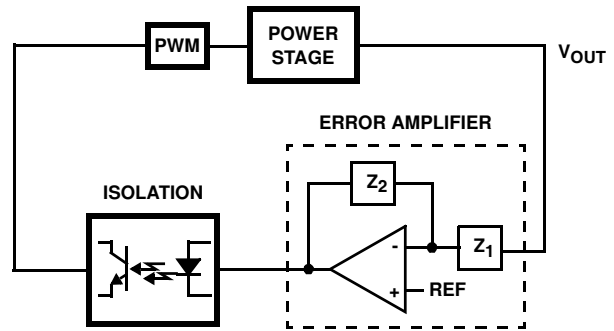 PWM
POWER
STAGE
VOUT
ERROR AMPLIFIER
ISOLATION
Z2
-
Z1
+
REF